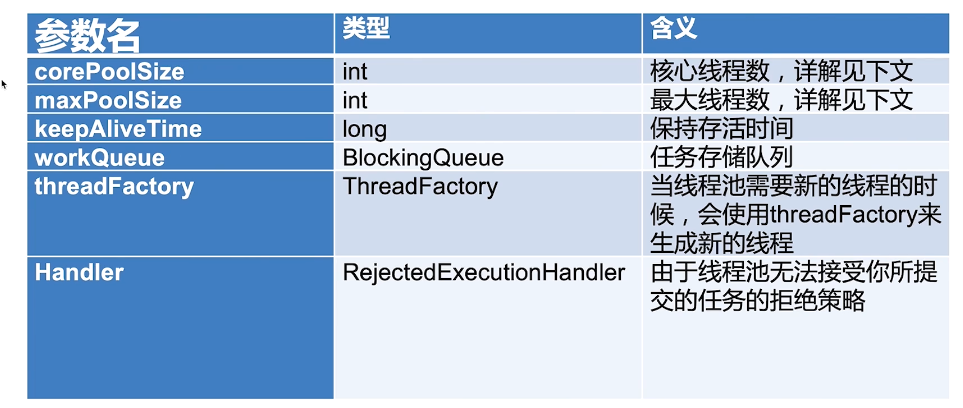 参数名 类型 含义
corePoolSize int 核心线程数，详解见下文
maxPoolSize int 最大线程数，详解见下文
keepAliveTime long 保持存活时间
workQueue BlockingQueue 任务存储队列
threadFactory ThreadFactory 当线程池需要新的线程的时
候，会使用threadFactory来
生成新的线程
Handler RejectedExecutionHandler 由于线程池无法接受你所提
交的任务的拒绝策略